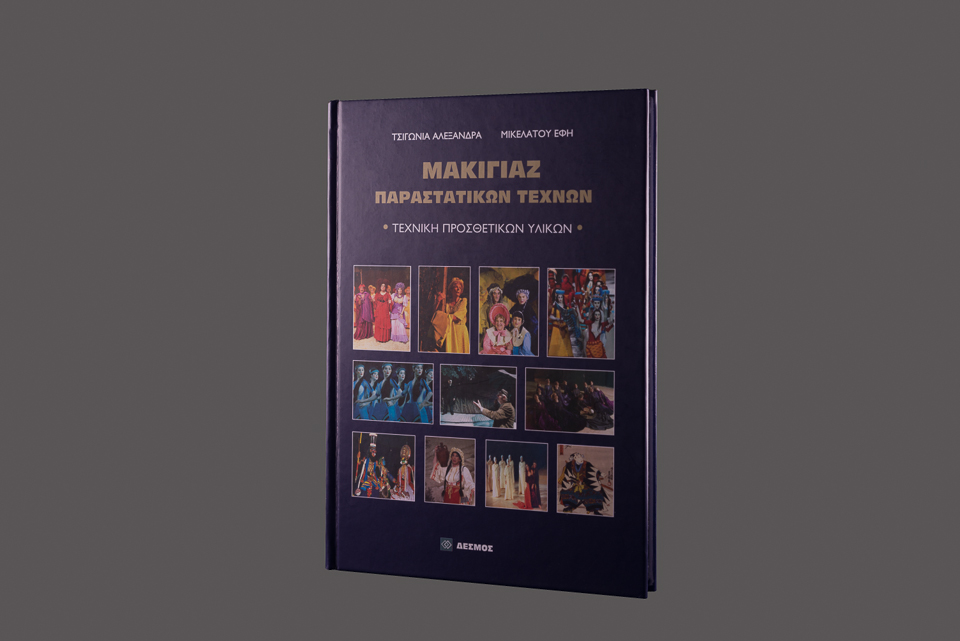 ΤΣΙΓΩΝΙΑ ΑΛΕΞΑΝΔΡΑ ΜΙΚΕΛΑΤΟΥ ΕΦΗ
ΜΑΚΙΓΙΑΖ
ΠΑΡΑΣΤΑΤΙΚΩΝ ΤΕΧΝΩΝ
• ΤΕΧΝΙΚΗ ΠΡΟΣΘΕΤΙΚΩΝ ΥΛΙΚΩΝ •
ΔΕΣΜΟΣ